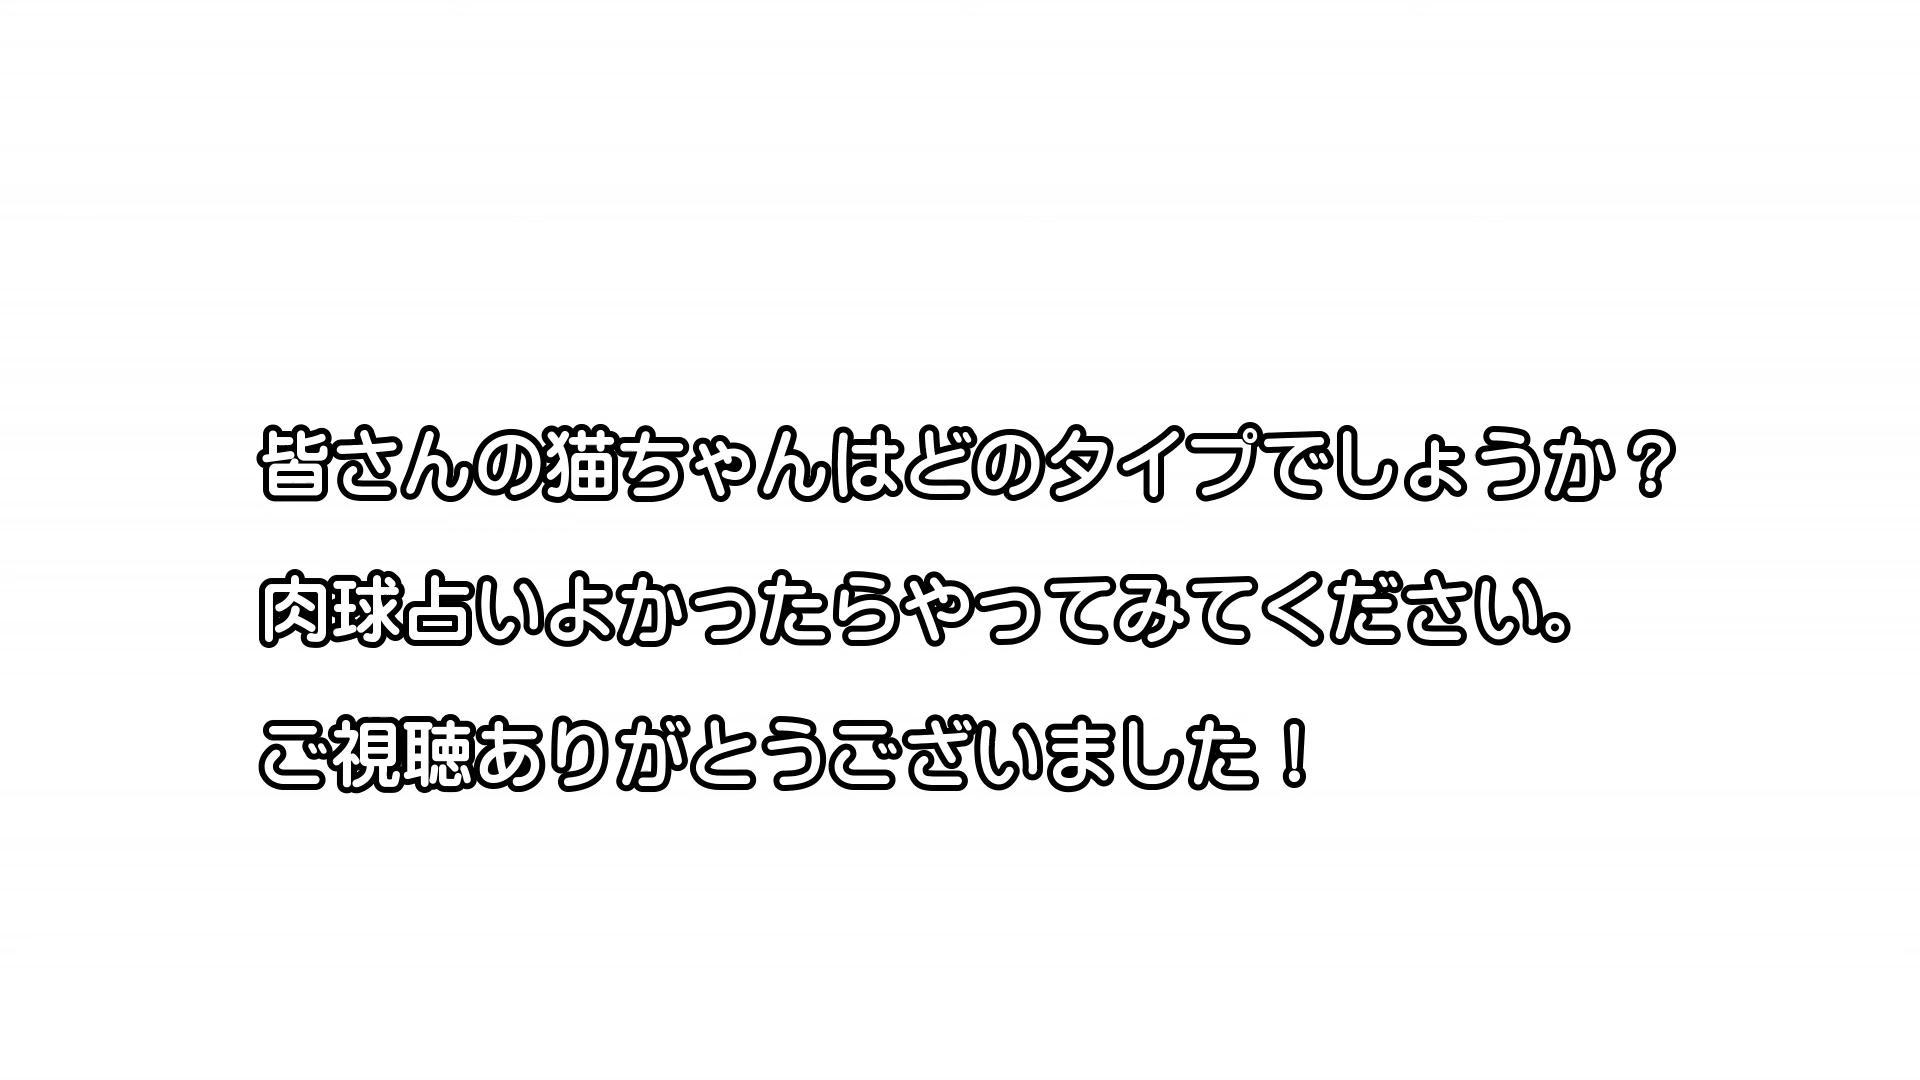 皆さんの猫ちゃんはどのタイプでしょうか？
肉球占いよかったらやってみてください。
ご視聴ありがとうございました！